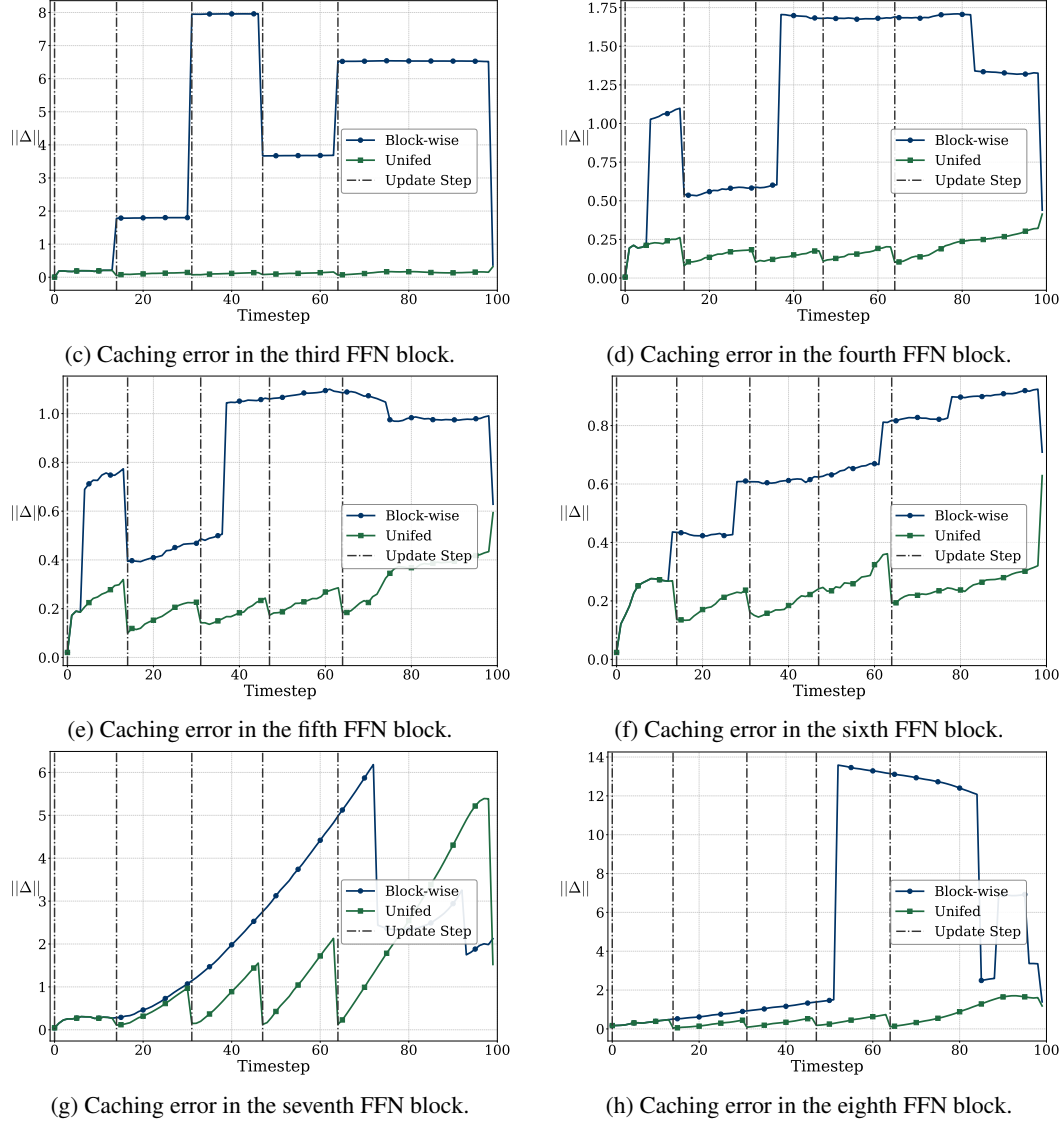 8
7
6
5
4
3
2
1
0
||Δ||
Block-wise
Unifed
Update Step
0 20 40 60 80 100
Timestep
(c) Caching error in the third FFN block.
1.75
1.50
1.25
1.00
0.75
0.50
0.25
0.00
||Δ||
Block-wise
Unifed
Update Step
0 20 40 60 80 100
Timestep
(d) Caching error in the fourth FFN block.
1.0
0.8
0.6
0.4
0.2
0.0
||Δ||
Block-wise
Unifed
Update Step
0 20 40 60 80 100
Timestep
(e) Caching error in the fifth FFN block.
0.8
0.6
0.4
0.2
0.0
||Δ||
Block-wise
Unifed
Update Step
0 20 40 60 80 100
Timestep
(f) Caching error in the sixth FFN block.
6
5
4
3
2
1
0
||Δ||
Block-wise
Unifed
Update Step
0 20 40 60 80 100
Timestep
(g) Caching error in the seventh FFN block.
14
12
10
8
6
4
2
0
||Δ||
Block-wise
Unifed
Update Step
0 20 40 60 80 100
Timestep
(h) Caching error in the eighth FFN block.